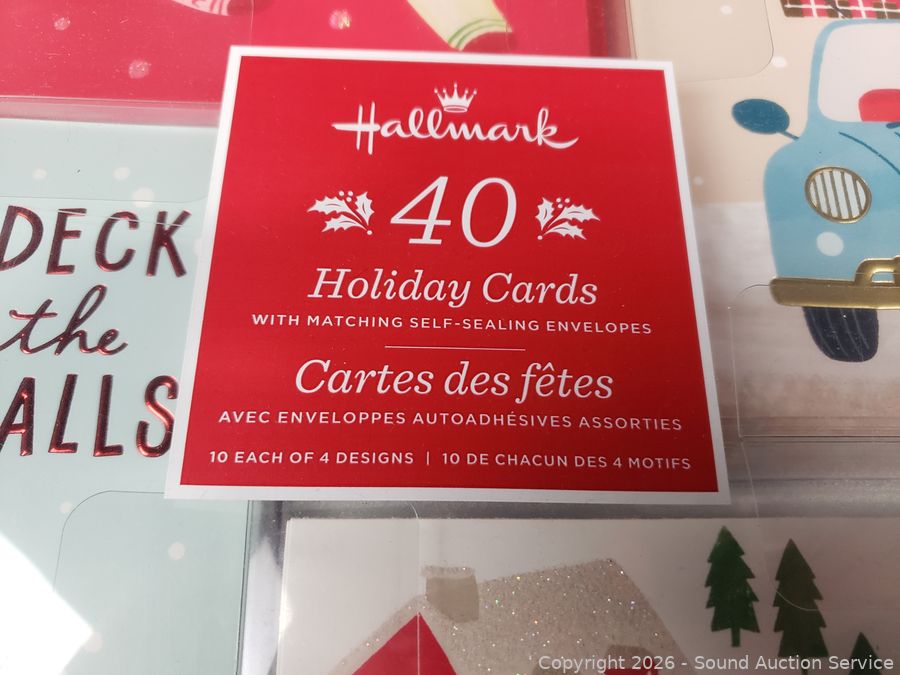 Hallmark
40
Holiday Cards
WITH MATCHING SELF-SEALING ENVELOPES
Cartes des fêtes
AVEC ENVELOPPES AUTOADHÉSIVES ASSORTIES
10 EACH OF 4 DESIGNS | 10 DE CHACUN DES 4 MOTIFS
DECK
the
ALLS
Copyright 2026 - Sound Auction Service